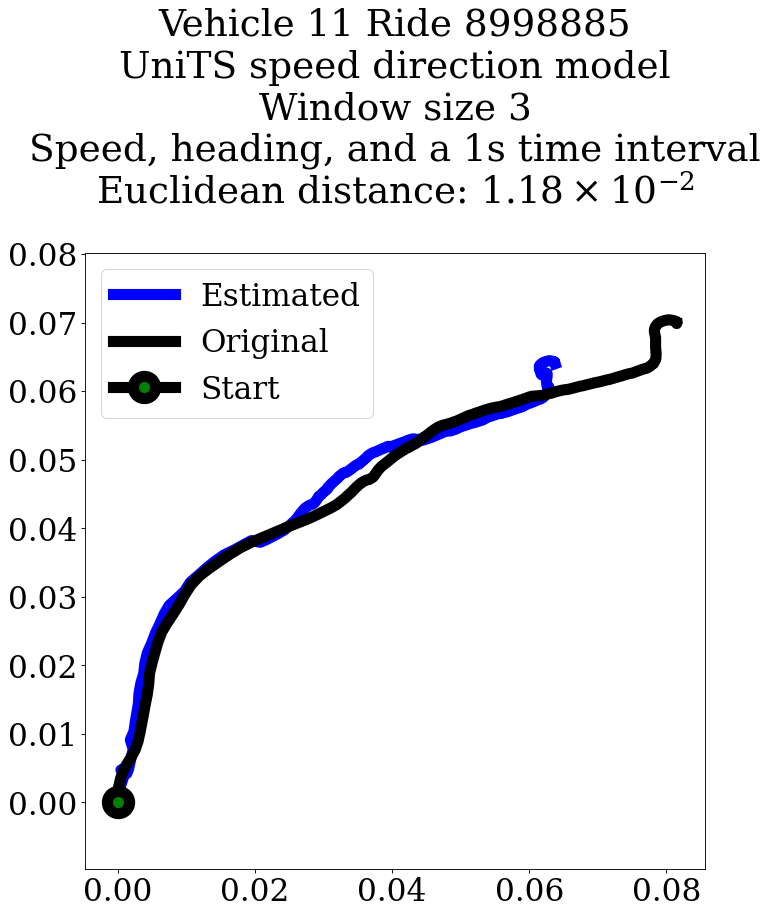 Vehicle 11 Ride 8998885
UniTS speed direction model
Window size 3
Speed, heading, and a 1s time interval
Euclidean distance: 1.18 × 10⁻²
0.08
0.07
0.06
0.05
0.04
0.03
0.02
0.01
0.00
Estimated
Original
Start
0.00 0.02 0.04 0.06 0.08